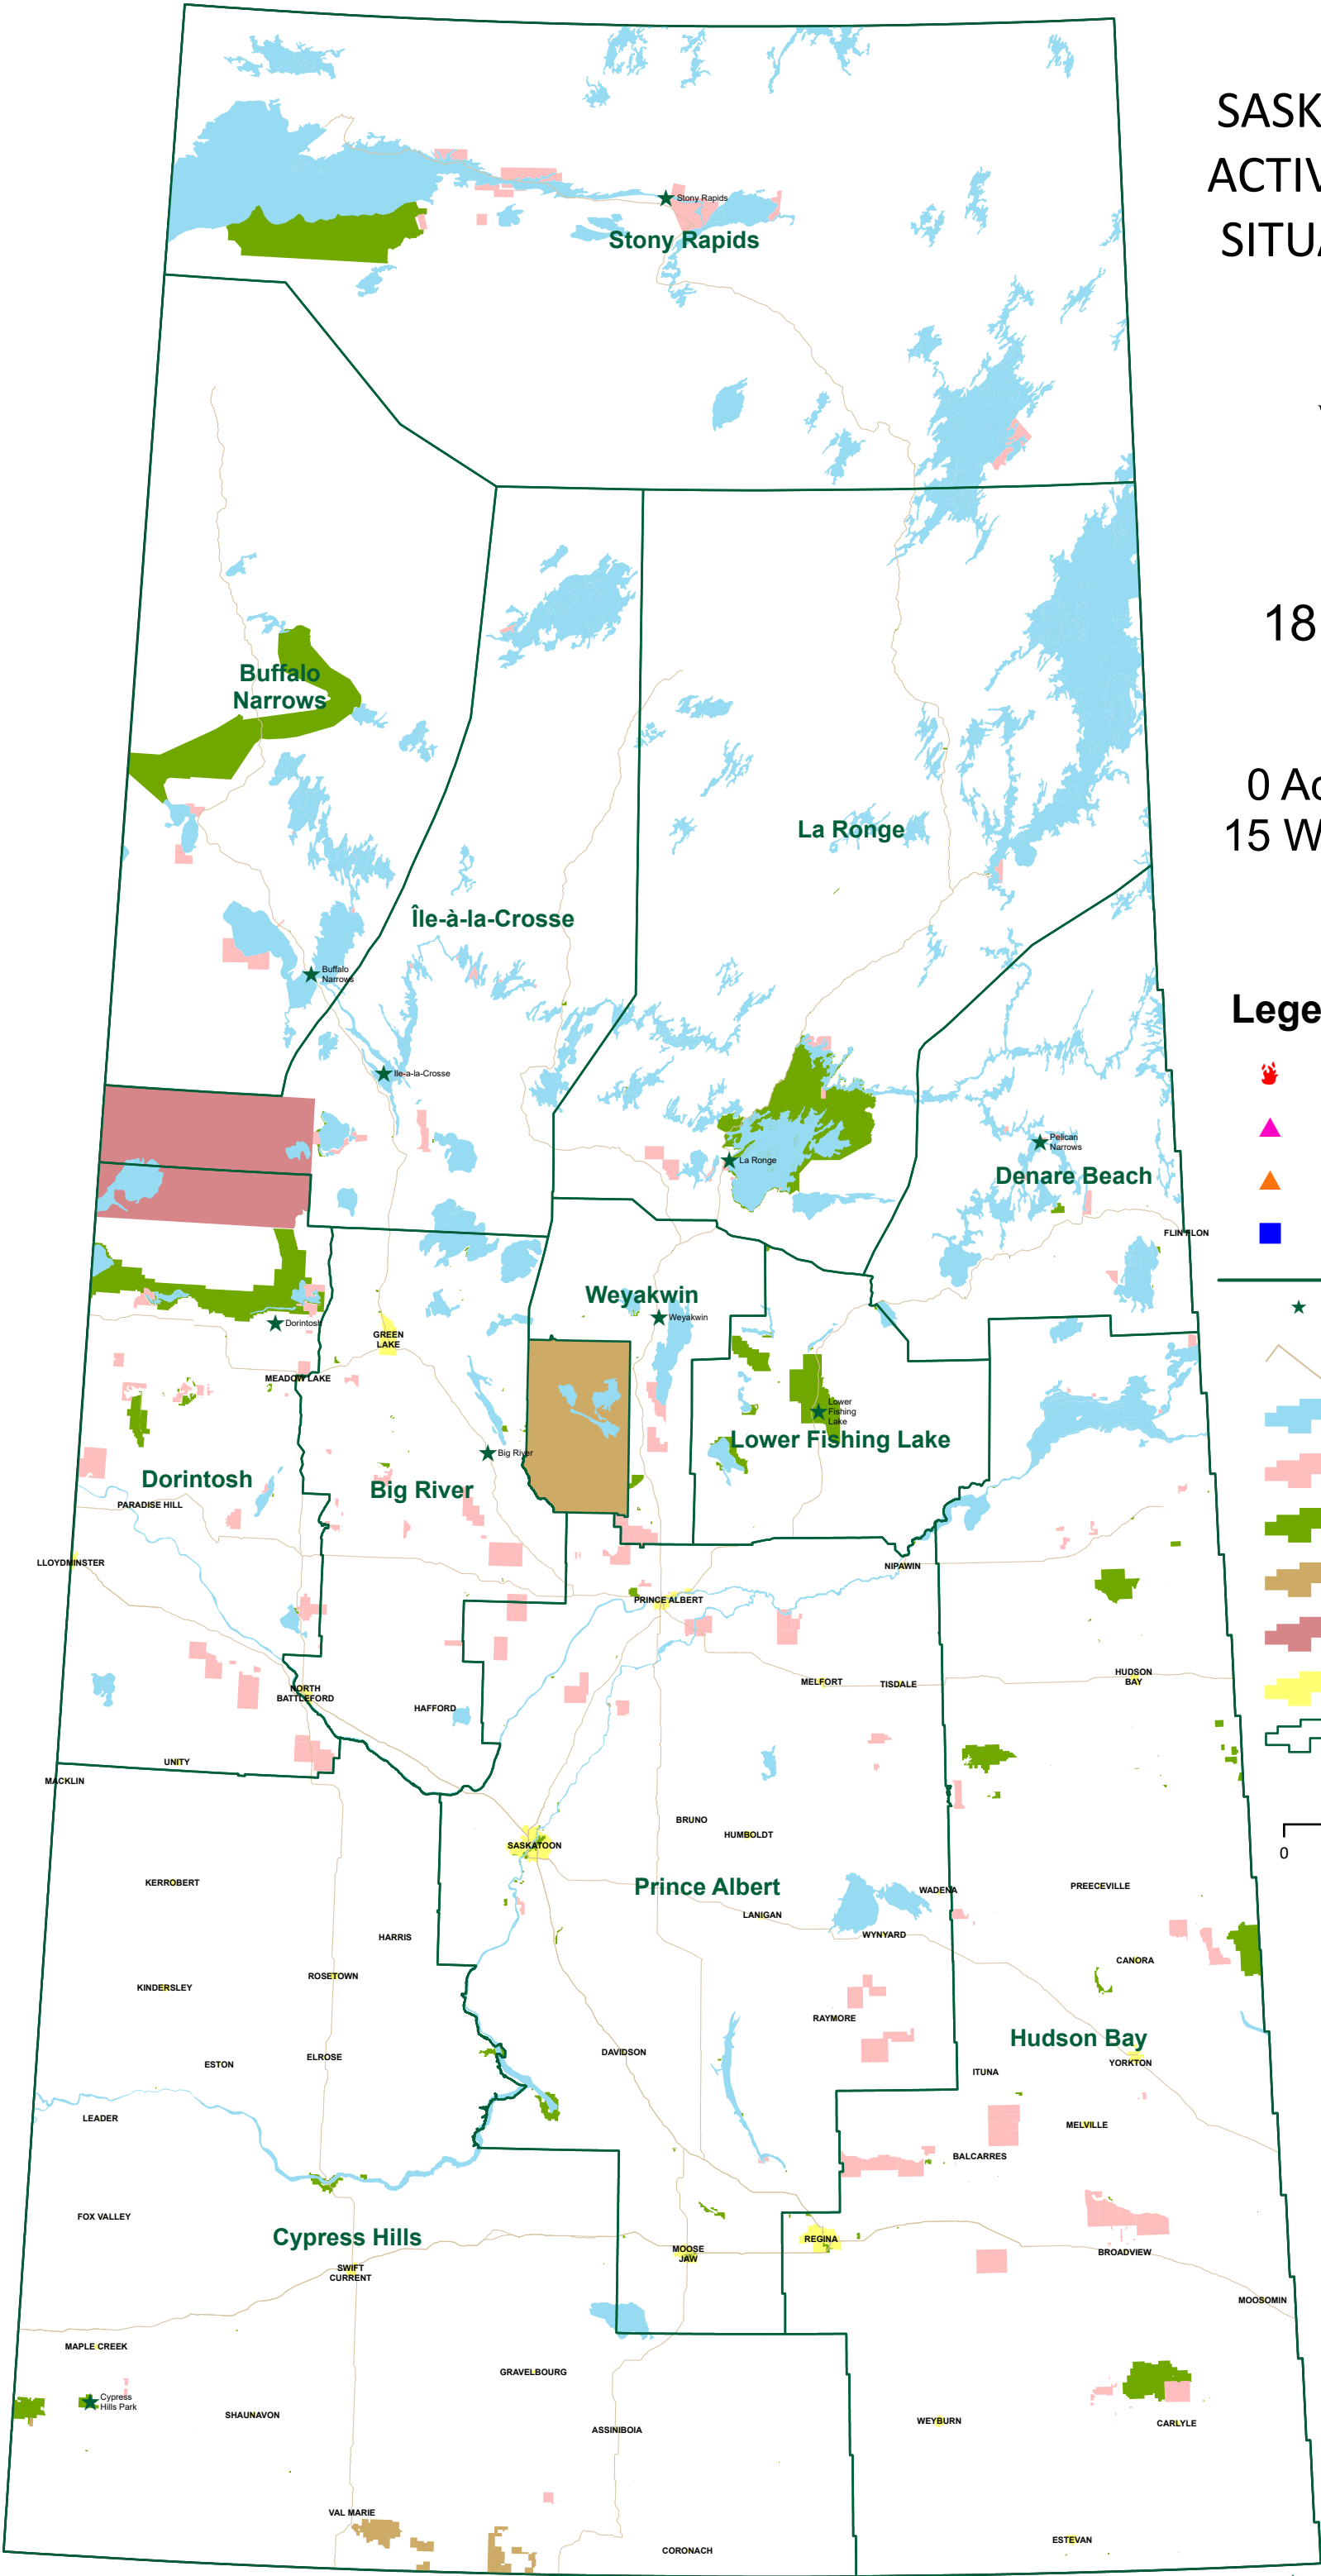 SASK
ACTIV
SITUA
18
0 Ac
15 W
Lege
0
Stony Rapids
Stony Rapids
Buffalo
Narrows
La Ronge
Île-à-la-Crosse
Buffalo
Narrows
Ile-a-la-Crosse
Pelican
Narrows
La Ronge
Denare Beach
FLIN FLON
Weyakwin
Weyakwin
Dorintosh
GREEN
LAKE
MEADOW LAKE
Lower
Fishing
Lake
Lower Fishing Lake
Big River
Dorintosh
Big River
PARADISE HILL
LLOYDMINSTER
NIPAWIN
PRINCE ALBERT
HUDSON
BAY
MELFORT
TISDALE
NORTH
BATTLEFORD
HAFFORD
UNITY
MACKLIN
BRUNO
HUMBOLDT
SASKATOON
KERROBERT
Prince Albert
PREECEVILLE
WADENA
LANIGAN
WYNYARD
HARRIS
CANORA
ROSETOWN
KINDERSLEY
RAYMORE
Hudson Bay
DAVIDSON
ELROSE
YORKTON
ESTON
ITUNA
LEADER
MELVILLE
BALCARRES
FOX VALLEY
Cypress Hills
REGINA
MOOSE
JAW
BROADVIEW
SWIFT
CURRENT
MOOSOMIN
MAPLE CREEK
GRAVELBOURG
Cypress
Hills Park
SHAUNAVON
WEYBURN
CARLYLE
ASSINIBOIA
VAL MARIE
ESTEVAN
CORONACH